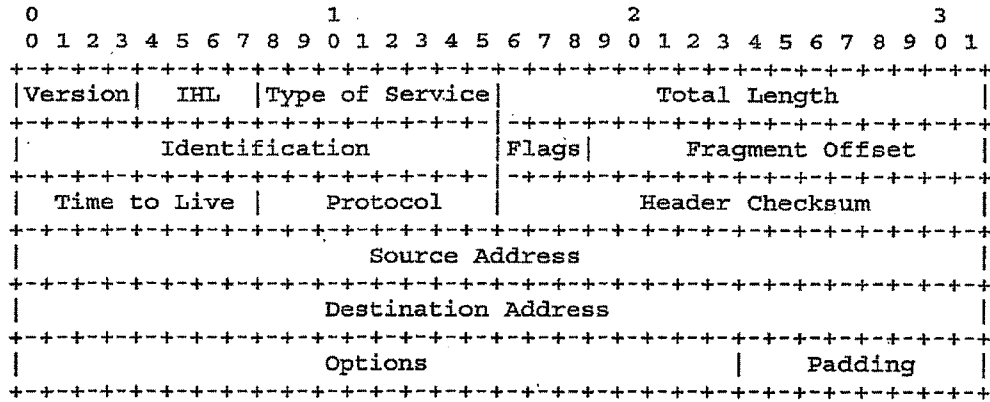 0                   1                   2                   3
0 1 2 3 4 5 6 7 8 9 0 1 2 3 4 5 6 7 8 9 0 1 2 3 4 5 6 7 8 9 0 1
Version IHL Type of Service Total Length
Identification Flags Fragment Offset
Time to Live Protocol Header Checksum
Source Address
Destination Address
Options Padding